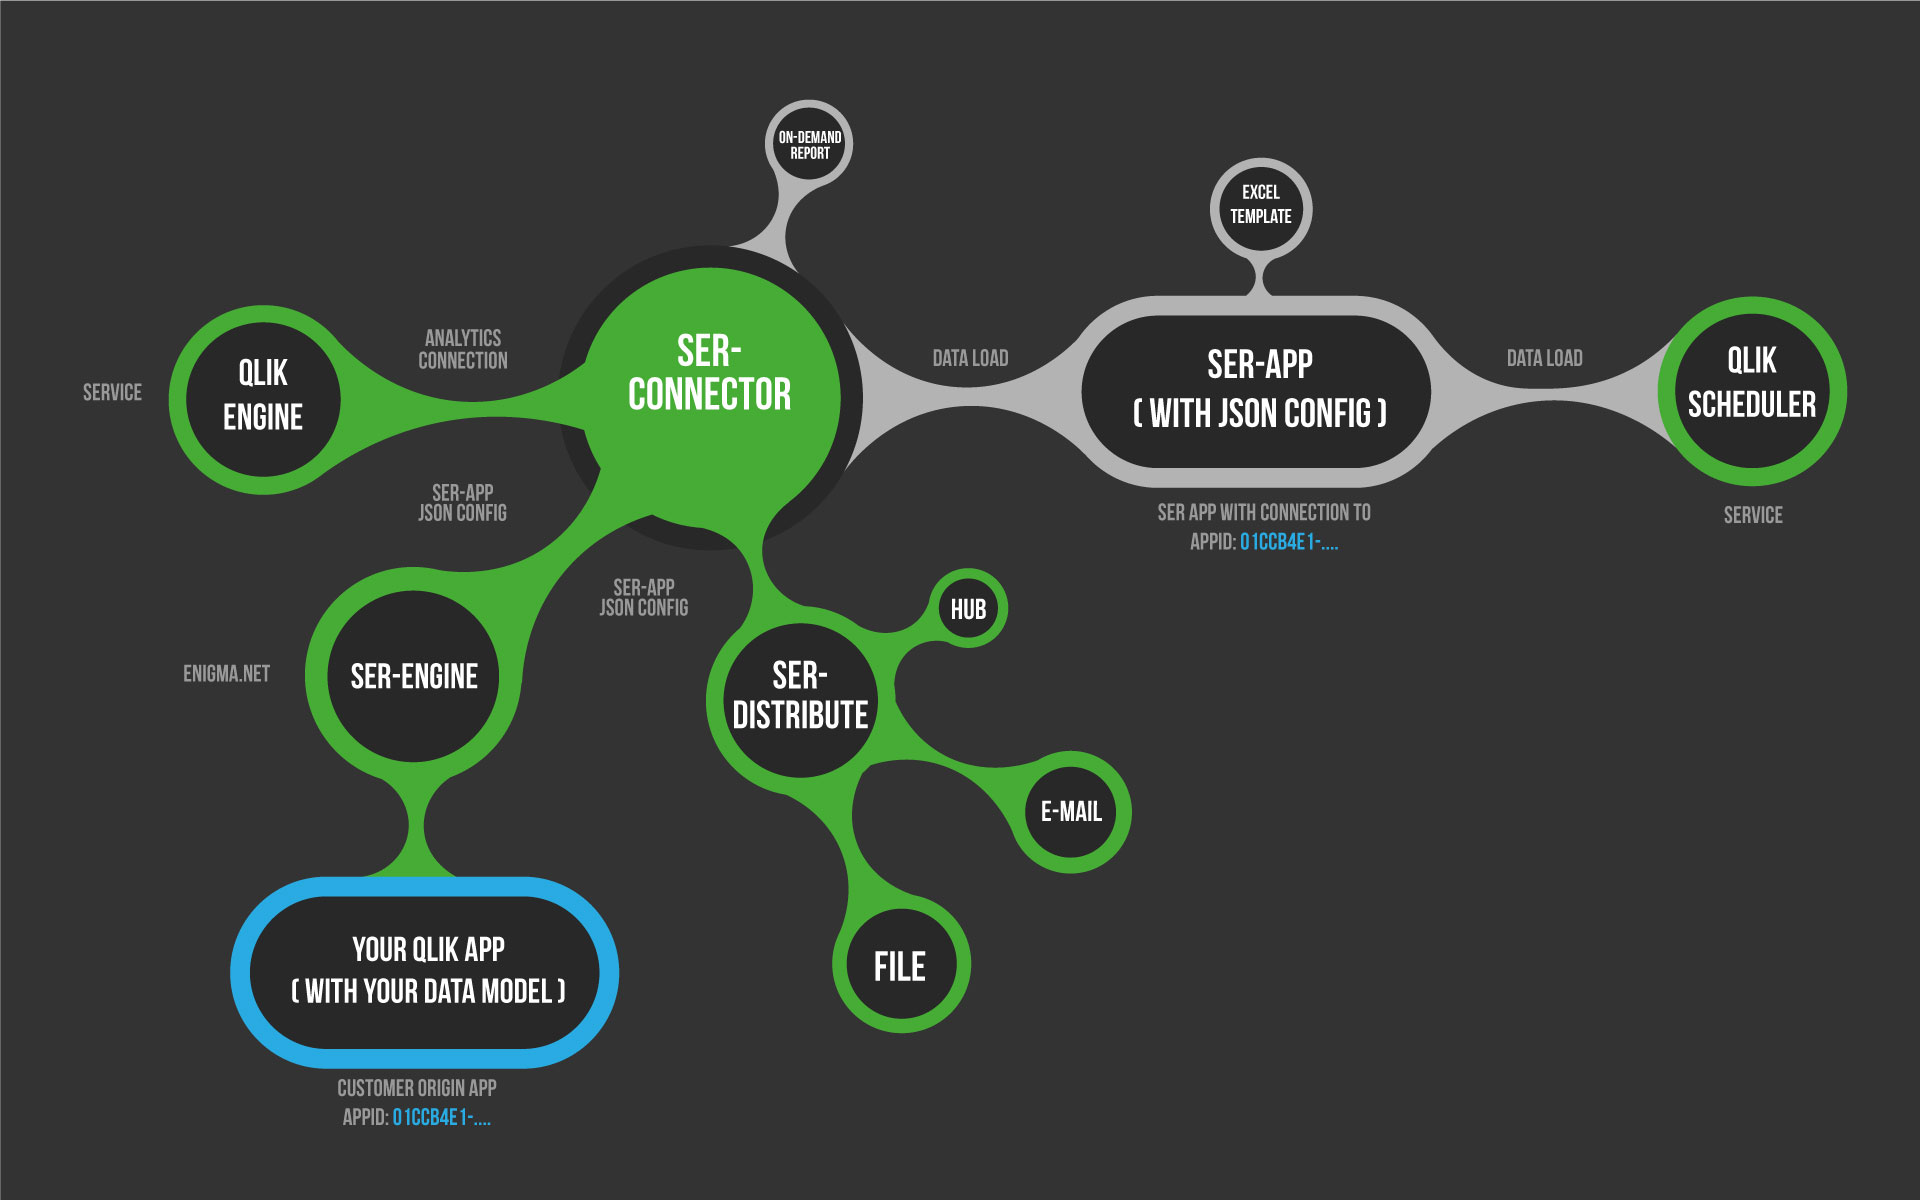 ON-DEMAND
REPORT
EXCEL
TEMPLATE
SERVICE
QLIK
ENGINE
ANALYTICS
CONNECTION
SER-
CONNECTOR
DATA LOAD
SER-APP
( WITH JSON CONFIG )
SER APP WITH CONNECTION TO
APPID: 01CCB4E1-....
DATA LOAD
QLIK
SCHEDULER
SERVICE
SER-APP
JSON CONFIG
SER-APP
JSON CONFIG
ENIGMA.NET
SER-ENGINE
SER-
DISTRIBUTE
HUB
E-MAIL
FILE
YOUR QLIK APP
( WITH YOUR DATA MODEL )
CUSTOMER ORIGIN APP
APPID: 01CCB4E1-....